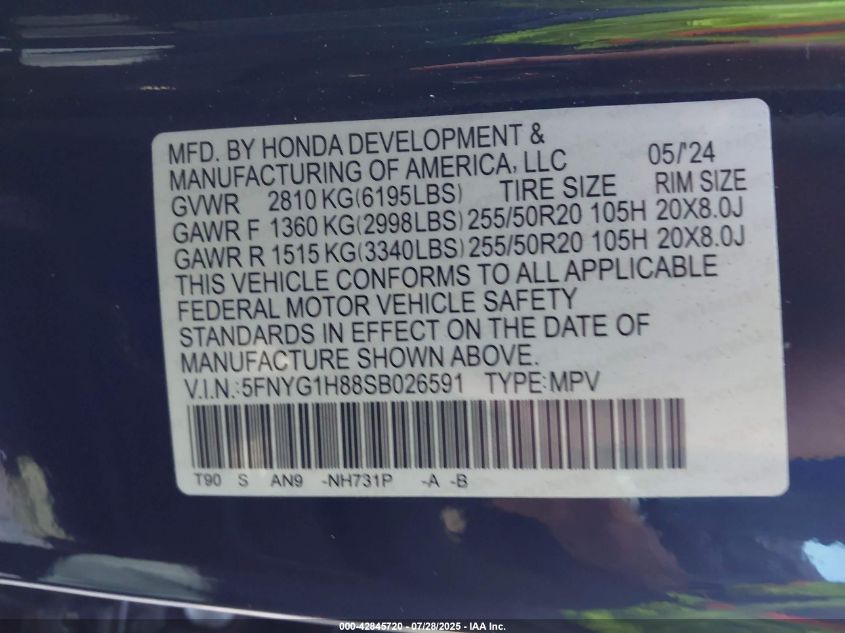 MFD. BY HONDA DEVELOPMENT &
MANUFACTURING OF AMERICA, LLC 05/'24
GVWR 2810 KG(6195LBS) TIRE SIZE RIM SIZE
GAWR F 1360 KG(2998LBS) 255/50R20 105H 20X8.0J
GAWR R 1515 KG(3340LBS) 255/50R20 105H 20X8.0J
THIS VEHICLE CONFORMS TO ALL APPLICABLE
FEDERAL MOTOR VEHICLE SAFETY
STANDARDS IN EFFECT ON THE DATE OF
MANUFACTURE SHOWN ABOVE.
V.I.N.:5FNYG1H88SB026591 TYPE:MPV
T90 S AN9 -NH731P -A -B
000-42845720 - 07/28/2025 - IAA Inc.